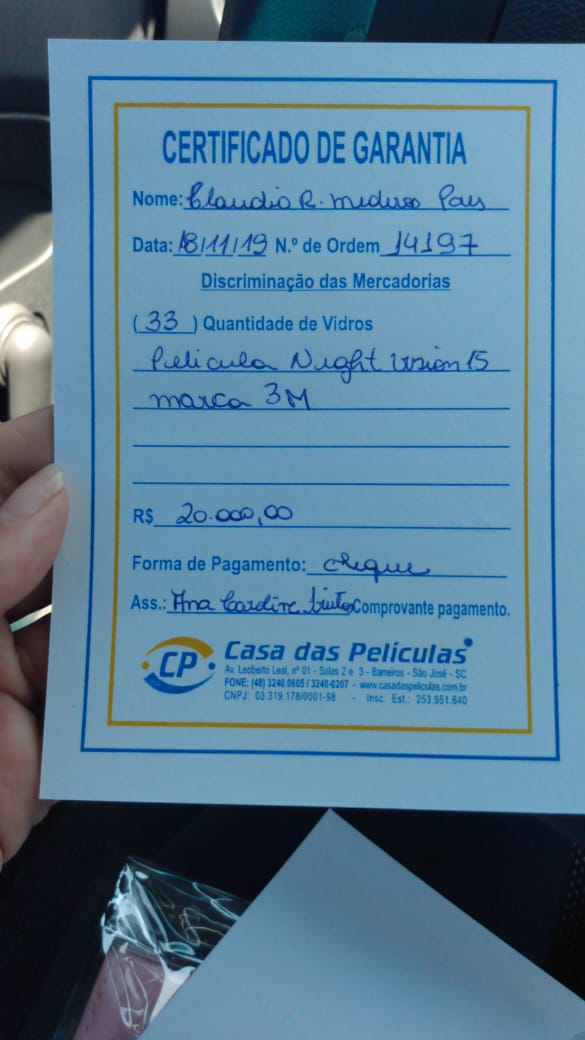 CERTIFICADO DE GARANTIA
Nome: Claudio R. Paes
Data: 18/11/19 N.º de Ordem 14197
Discriminação das Mercadorias
( 33 ) Quantidade de Vidros
Película Night Vision 15
marca 3M
R$ 20.000,00
Forma de Pagamento: cheque
Ass.: Ana Caroline Comprovante pagamento.
CP Casa das Películas
Av. Leoberto Leal, nº 01 - Salas 2 e 3 - Barreiros - São José - SC
FONE: (48) 3240.0605 / 3240-0207 - www.casadaspeliculas.com.br
CNPJ: 03.319.178/0001-98 - Insc. Est.: 253.951.640